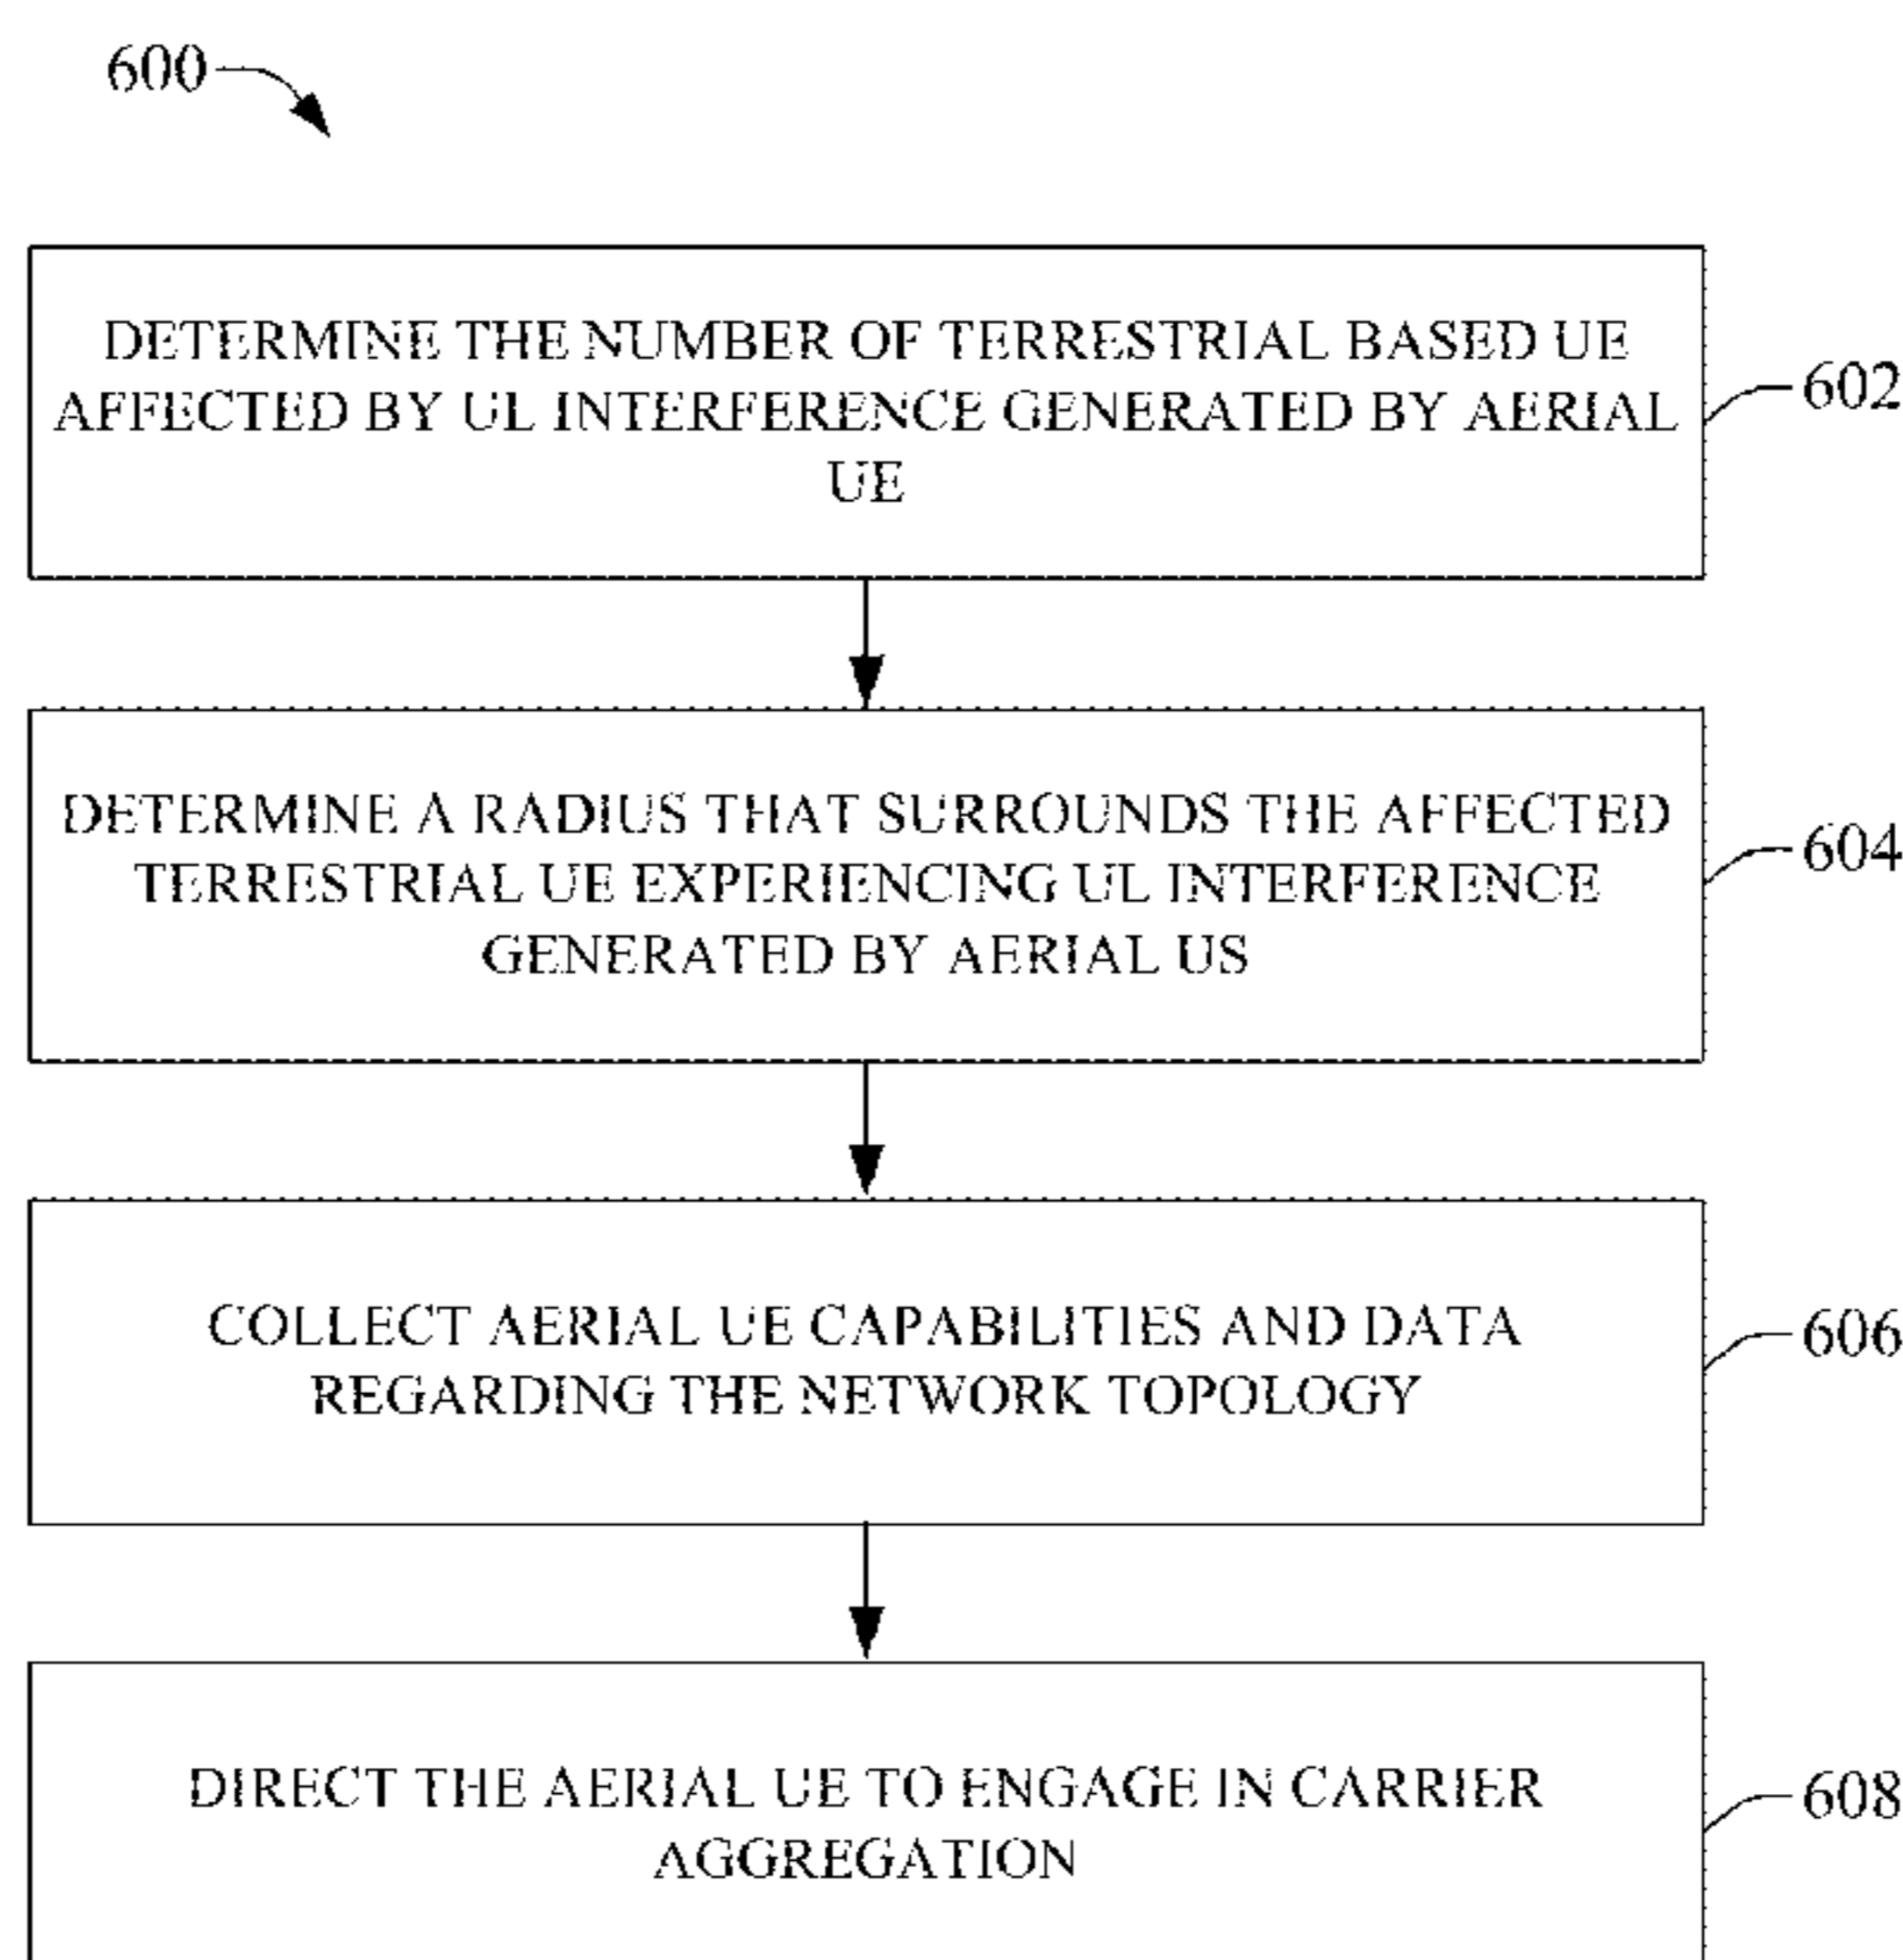 600
DETERMINE THE NUMBER OF TERRESTRIAL BASED UE
AFFECTED BY UL INTERFERENCE GENERATED BY AERIAL
UE
602
DETERMINE A RADIUS THAT SURROUNDS THE AFFECTED
TERRESTRIAL UE EXPERIENCING UL INTERFERENCE
GENERATED BY AERIAL US
604
COLLECT AERIAL UE CAPABILITIES AND DATA
REGARDING THE NETWORK TOPOLOGY
606
DIRECT THE AERIAL UE TO ENGAGE IN CARRIER
AGGREGATION
608